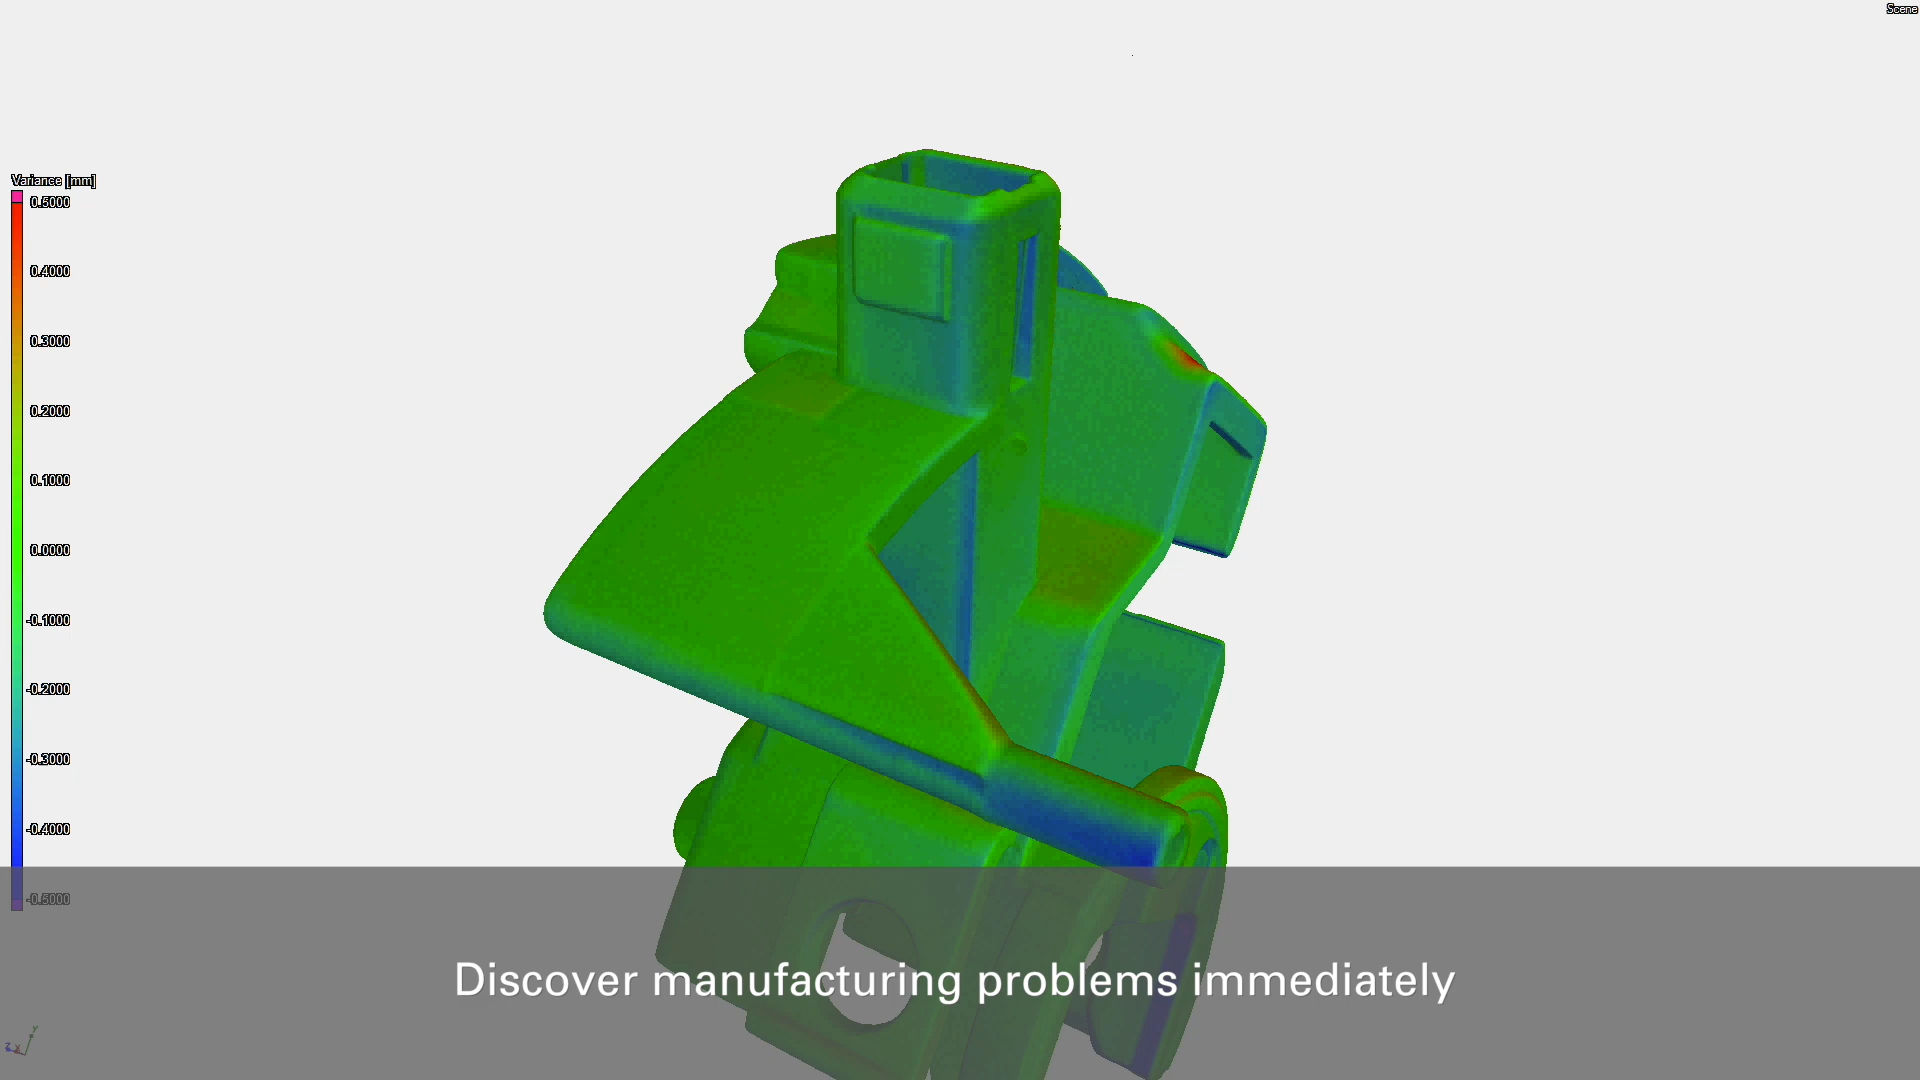 Scene
Variance [mm]
0.5000
0.4000
0.3000
0.2000
0.1000
0.0000
-0.1000
-0.2000
-0.3000
-0.4000
-0.5000
Discover manufacturing problems immediately
Y
Z X